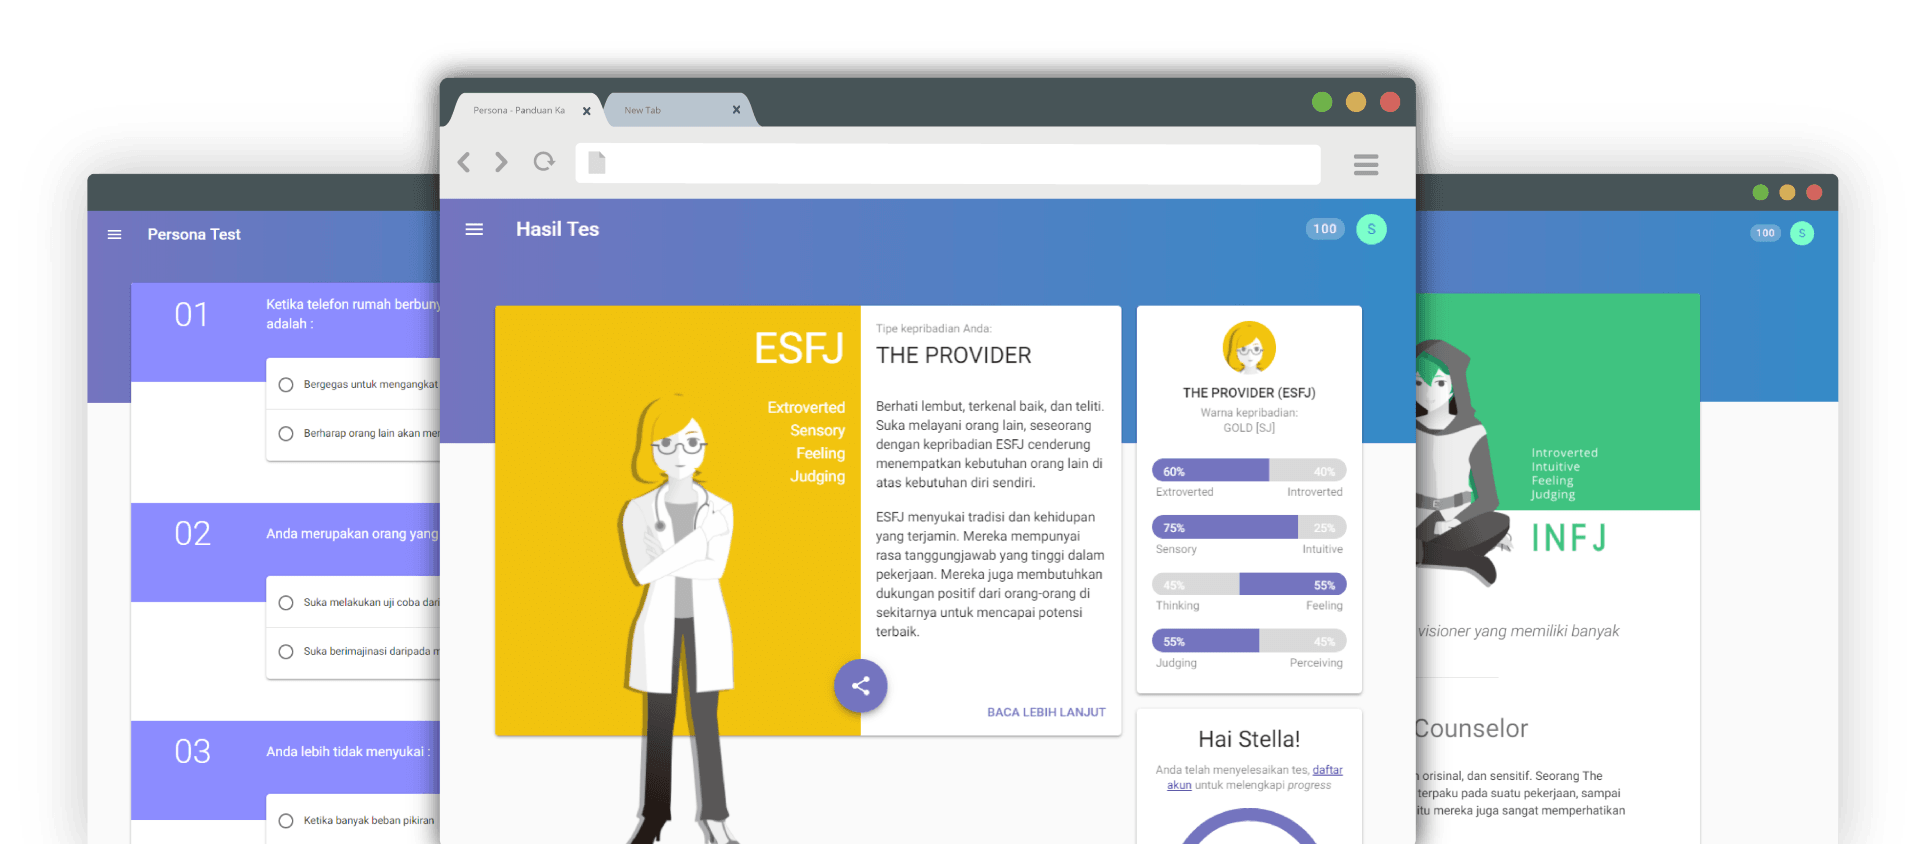 Persona - Panduan Ka
New Tab
Persona Test
01
Ketika telefon rumah berbuny
adalah :
Bergegas untuk mengangkat
Berharap orang lain akan mer
02
Anda merupakan orang yang
Suka melakukan uji coba dari
Suka berimajinasi daripada m
03
Anda lebih tidak menyukai :
Ketika banyak beban pikiran
Hasil Tes
100
S
ESFJ
Extroverted
Sensory
Feeling
Judging
Tipe kepribadian Anda:
THE PROVIDER
Berhati lembut, terkenal baik, dan teliti.
Suka melayani orang lain, seseorang
dengan kepribadian ESFJ cenderung
menempatkan kebutuhan orang lain di
atas kebutuhan diri sendiri.
ESFJ menyukai tradisi dan kehidupan
yang terjamin. Mereka mempunyai
rasa tanggungjawab yang tinggi dalam
pekerjaan. Mereka juga membutuhkan
dukungan positif dari orang-orang di
sekitarnya untuk mencapai potensi
terbaik.
BACA LEBIH LANJUT
THE PROVIDER (ESFJ)
Warna kepribadian:
GOLD [SJ]
60% 40%
Extroverted Introverted
75% 25%
Sensory Intuitive
45% 55%
Thinking Feeling
55% 45%
Judging Perceiving
Hai Stella!
Anda telah menyelesaikan tes, daftar
akun untuk melengkapi progress
100
S
Introverted
Intuitive
Feeling
Judging
INFJ
visioner yang memiliki banyak
Counselor
orisinal, dan sensitif. Seorang The
terpaku pada suatu pekerjaan, sampai
itu mereka juga sangat memperhatikan